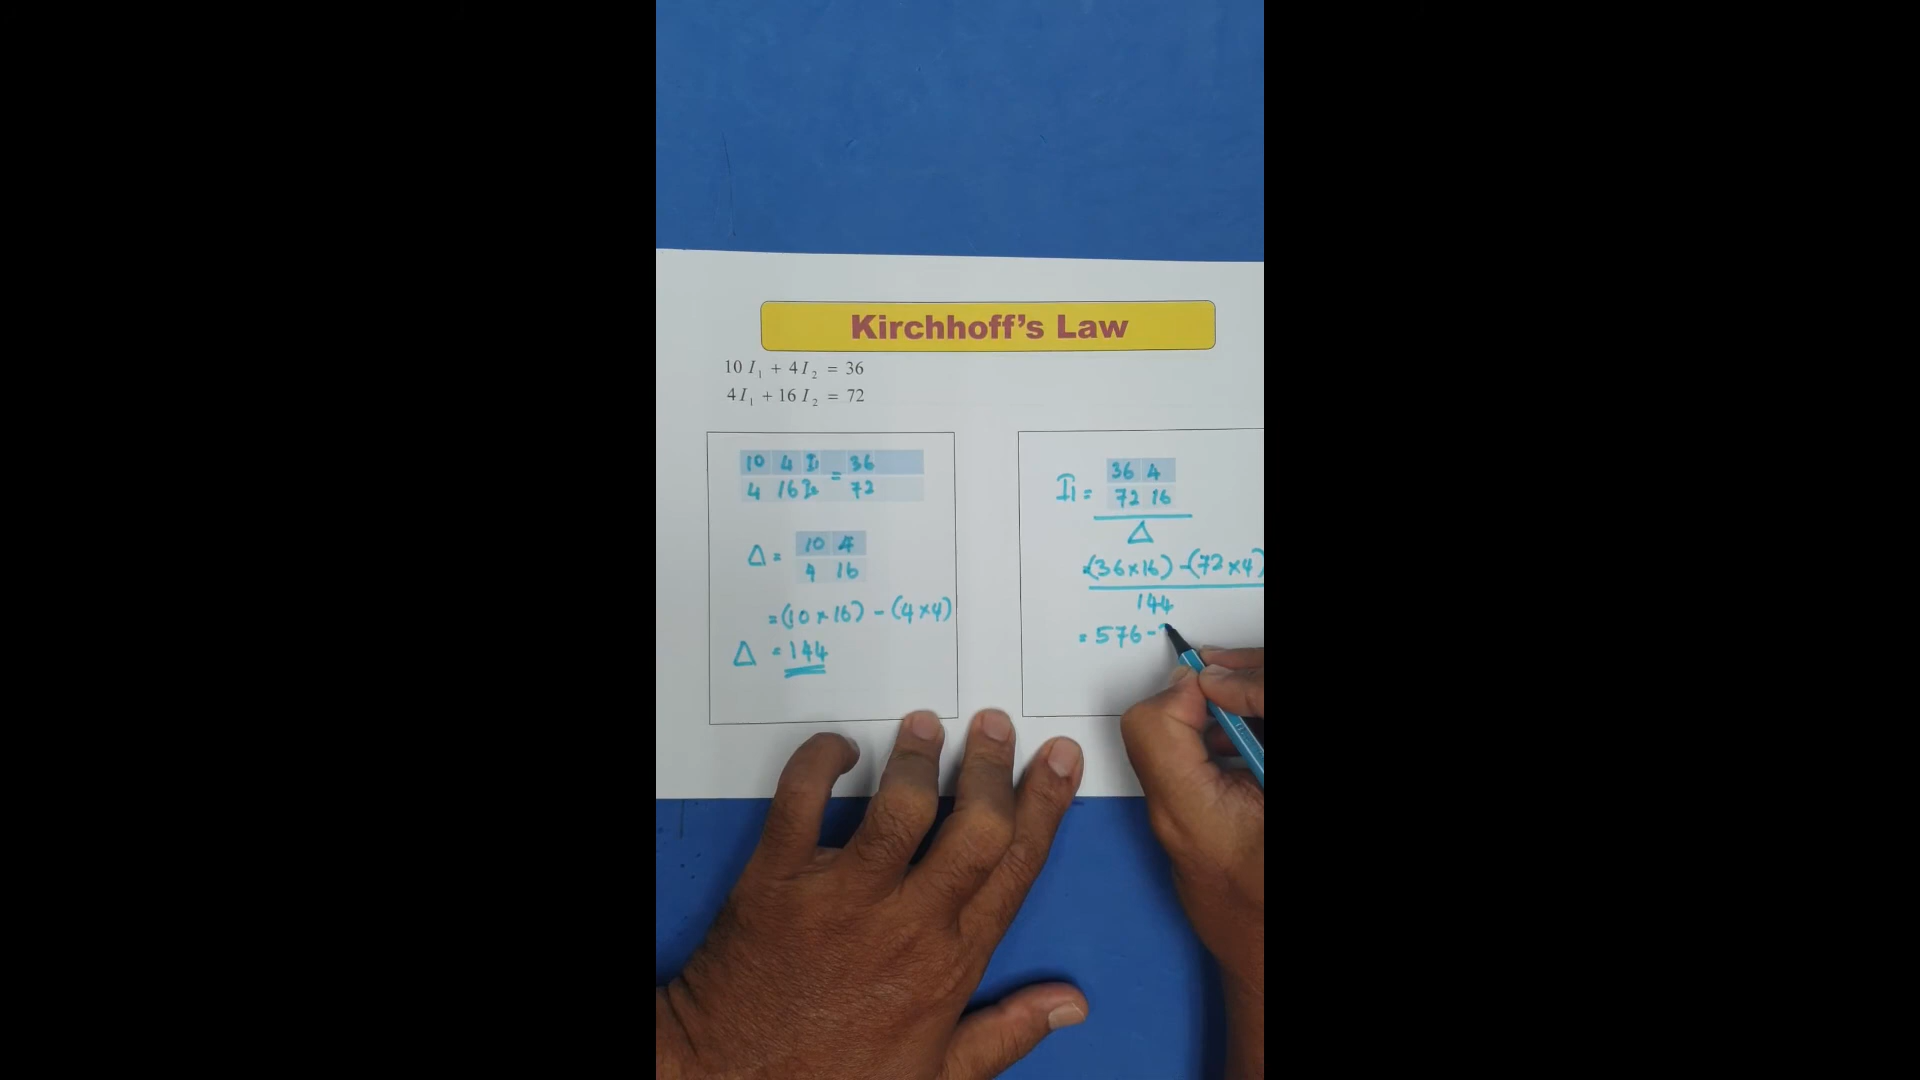 Kirchhoff's Law
10 I₁ + 4 I₂ = 36
4 I₁ + 16 I₂ = 72
10 4 I₁ = 36
4 16 I₂ 72
Δ = 10 4
4 16
= (10 × 16) - (4 × 4)
Δ = 144
I₁ = 36 4
72 16
Δ
= (36 × 16) - (72 × 4)
144
= 576 -